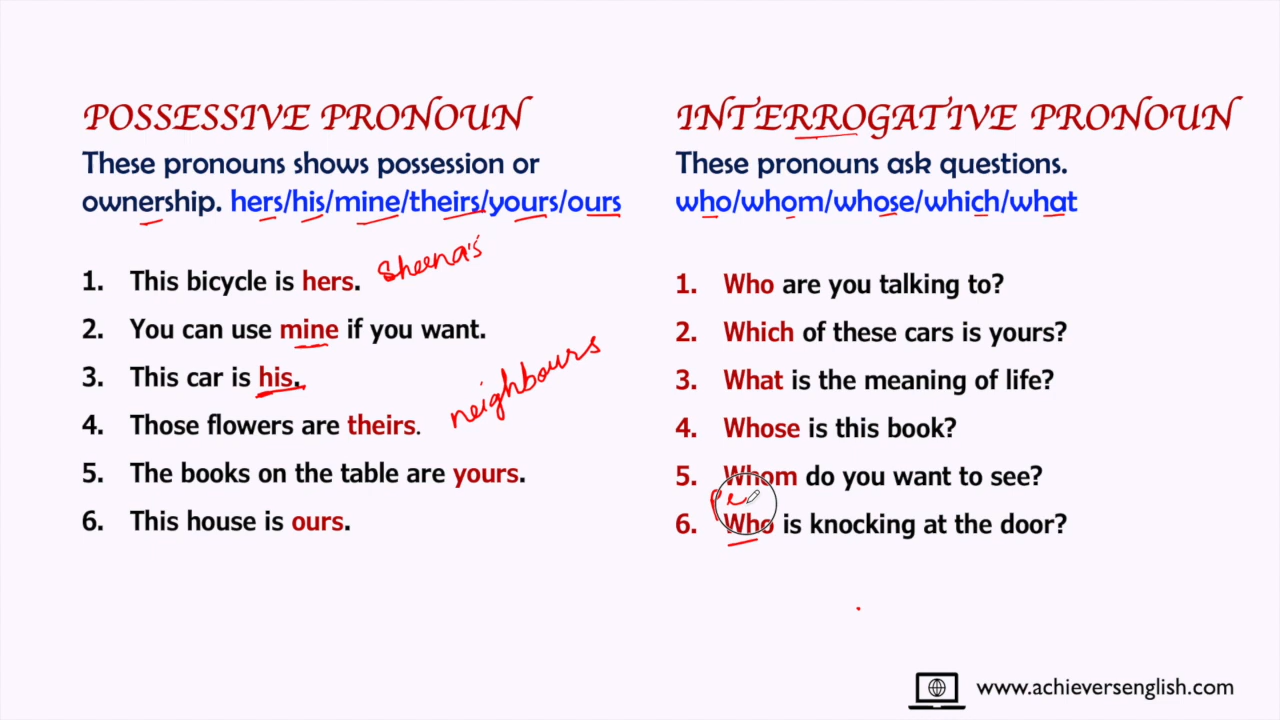 POSSESSIVE PRONOUN
These pronouns shows possession or
ownership. hers/his/mine/theirs/yours/ours
1. This bicycle is hers. Sheena's
2. You can use mine if you want.
3. This car is his.
neighbours
4. Those flowers are theirs.
5. The books on the table are yours.
6. This house is ours.
INTERROGATIVE PRONOUN
These pronouns ask questions.
who/whom/whose/which/what
1. Who are you talking to?
2. Which of these cars is yours?
3. What is the meaning of life?
4. Whose is this book?
5. Whom do you want to see?
6. Who is knocking at the door?
www.achieversenglish.com